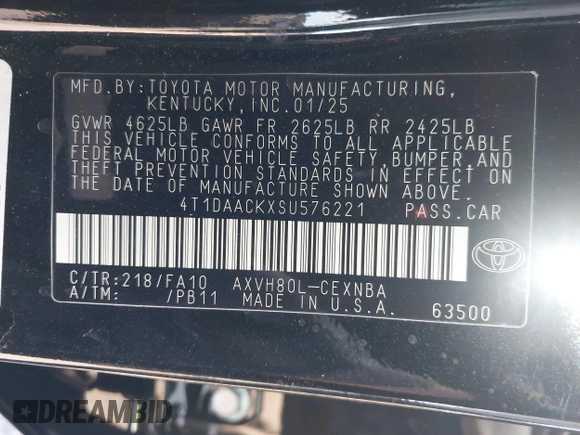 MFD.BY:TOYOTA MOTOR MANUFACTURING,
KENTUCKY,INC.01/25
GVWR 4625LB GAWR FR 2625LB RR 2425LB
THIS VEHICLE CONFORMS TO ALL APPLICABLE
FEDERAL MOTOR VEHICLE SAFETY,BUMPER,AND
THEFT PREVENTION STANDARDS IN EFFECT ON
THE DATE OF MANUFACTURE SHOWN ABOVE.
4T1DAACKXSU576221 PASS.CAR
C/TR:218/FA10 AXVH80L-CEXNBA
A/TM: /PB11 MADE IN U.S.A. 63500
DREAMBID